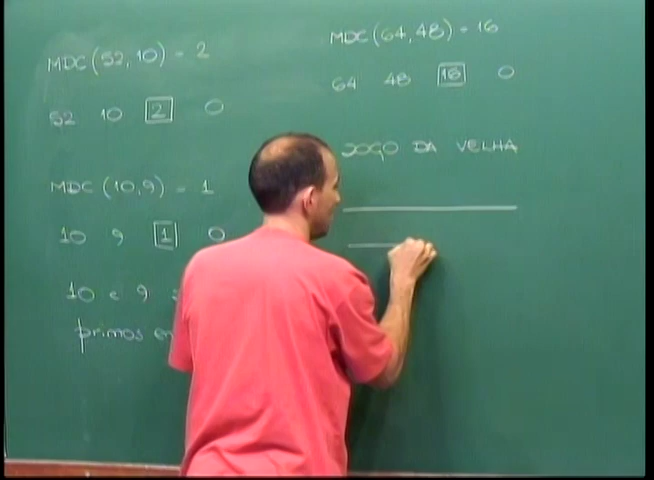 MDC(52, 10) = 2
52 10 2 0
MDC (10,9) = 1
10 9 1 0
10 e 9
primos
MDC(64,48) = 16
64 48 16 0
JOGO DA VELHA